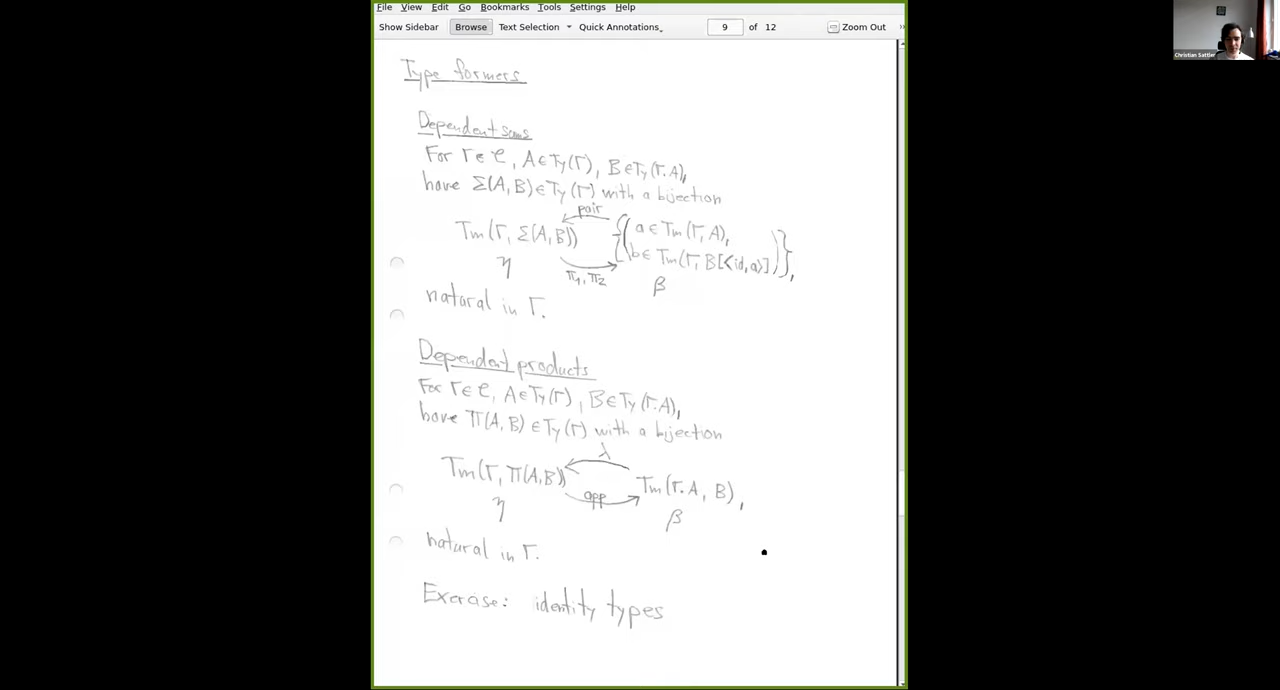 File Edit View Go Bookmarks Tools Settings Help
Show Sidebar Browse Text Selection Quick Annotations 9 of 12 Zoom Out »
Christian Sattler
Type formers
Dependent sums
For Γ ∈ 𝒞, A ∈ Ty(Γ), B ∈ Ty(Γ.A),
have Σ(A, B) ∈ Ty(Γ) with a bijection
pair
Tm(Γ, Σ(A, B)) {(a ∈ Tm(Γ, A),
b ∈ Tm(Γ, B[<id, a>])},
η π₁, π₂ β
natural in Γ.
Dependent products
For Γ ∈ 𝒞, A ∈ Ty(Γ), B ∈ Ty(Γ.A),
have Π(A, B) ∈ Ty(Γ) with a bijection
λ
Tm(Γ, Π(A, B)) app Tm(Γ.A, B),
η β
natural in Γ.
Exercise: identity types